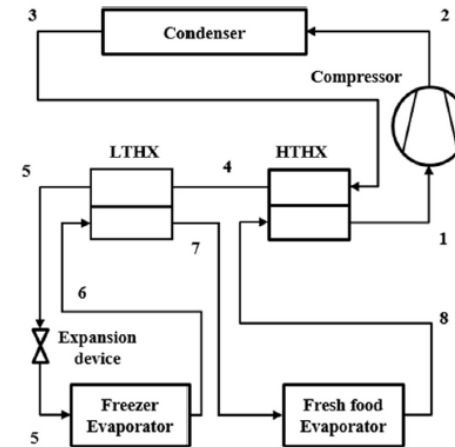 3
2
Condenser
Compressor
LTHX
HTHX
5
4
7
1
6
8
Expansion
device
Freezer
Evaporator
Fresh food
Evaporator
5